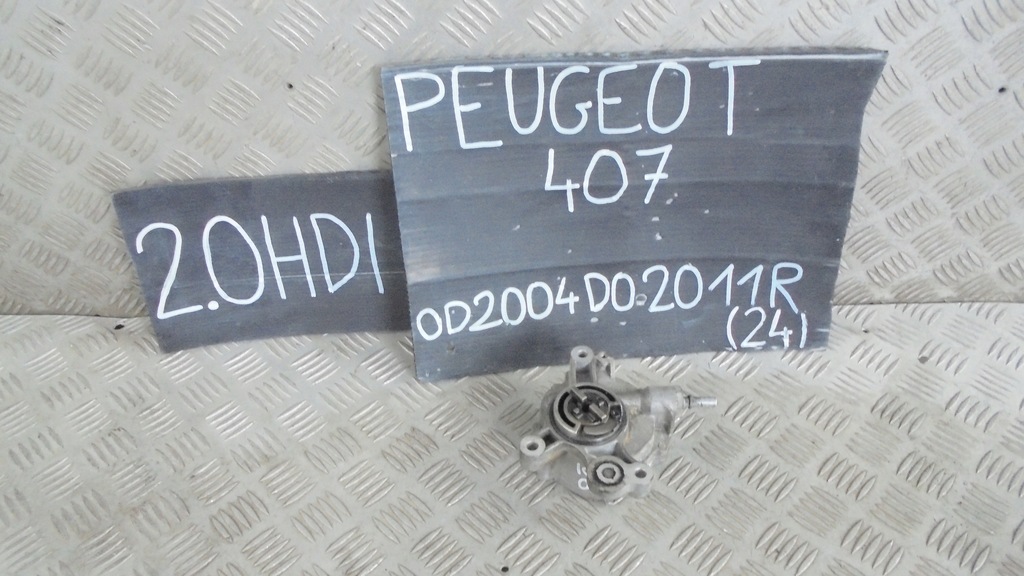 PEUGEOT
407
2.0HDI
OD2004DO2011R
(24)